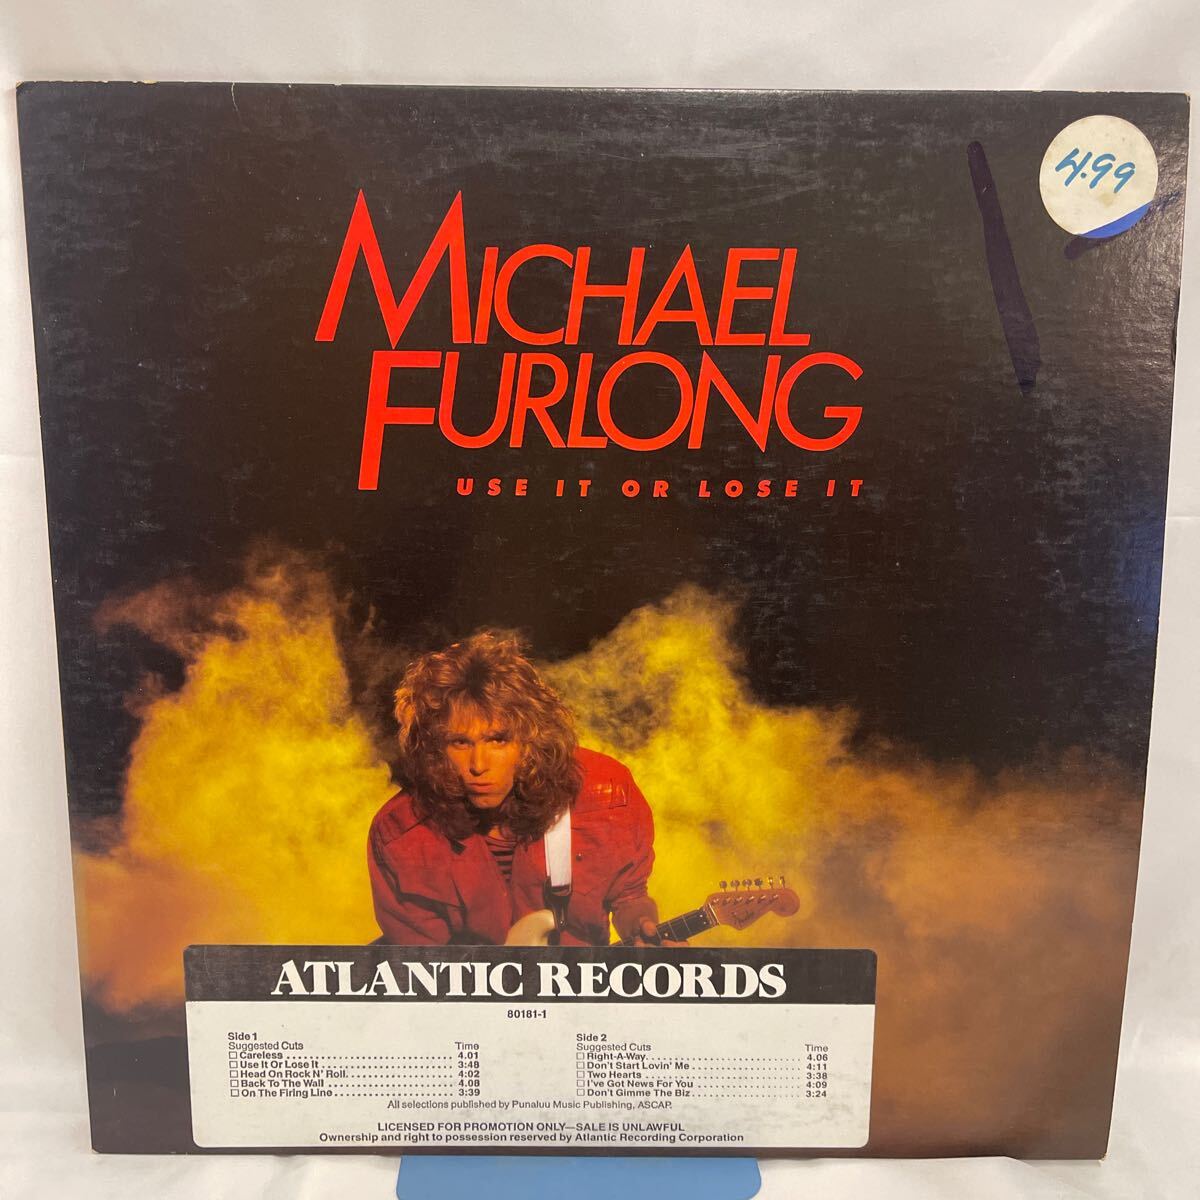 4.99
MICHAEL
FURLONG
USE IT OR LOSE IT
Fender
ATLANTIC RECORDS
80181-1
Side 1
Suggested Cuts Time
Careless 4.01
Use It Or Lose It 3:48
Head On Rock N' Roll. 4:02
Back To The Wall 4.08
On The Firing Line 3:39
Side 2
Suggested Cuts Time
Right-A-Way. 4.06
Don't Start Lovin' Me 4:11
Two Hearts 3:38
I've Got News For You 4:09
Don't Gimme The Biz 3:24
All selections published by Punaluu Music Publishing, ASCAP.
LICENSED FOR PROMOTION ONLY—SALE IS UNLAWFUL
Ownership and right to possession reserved by Atlantic Recording Corporation